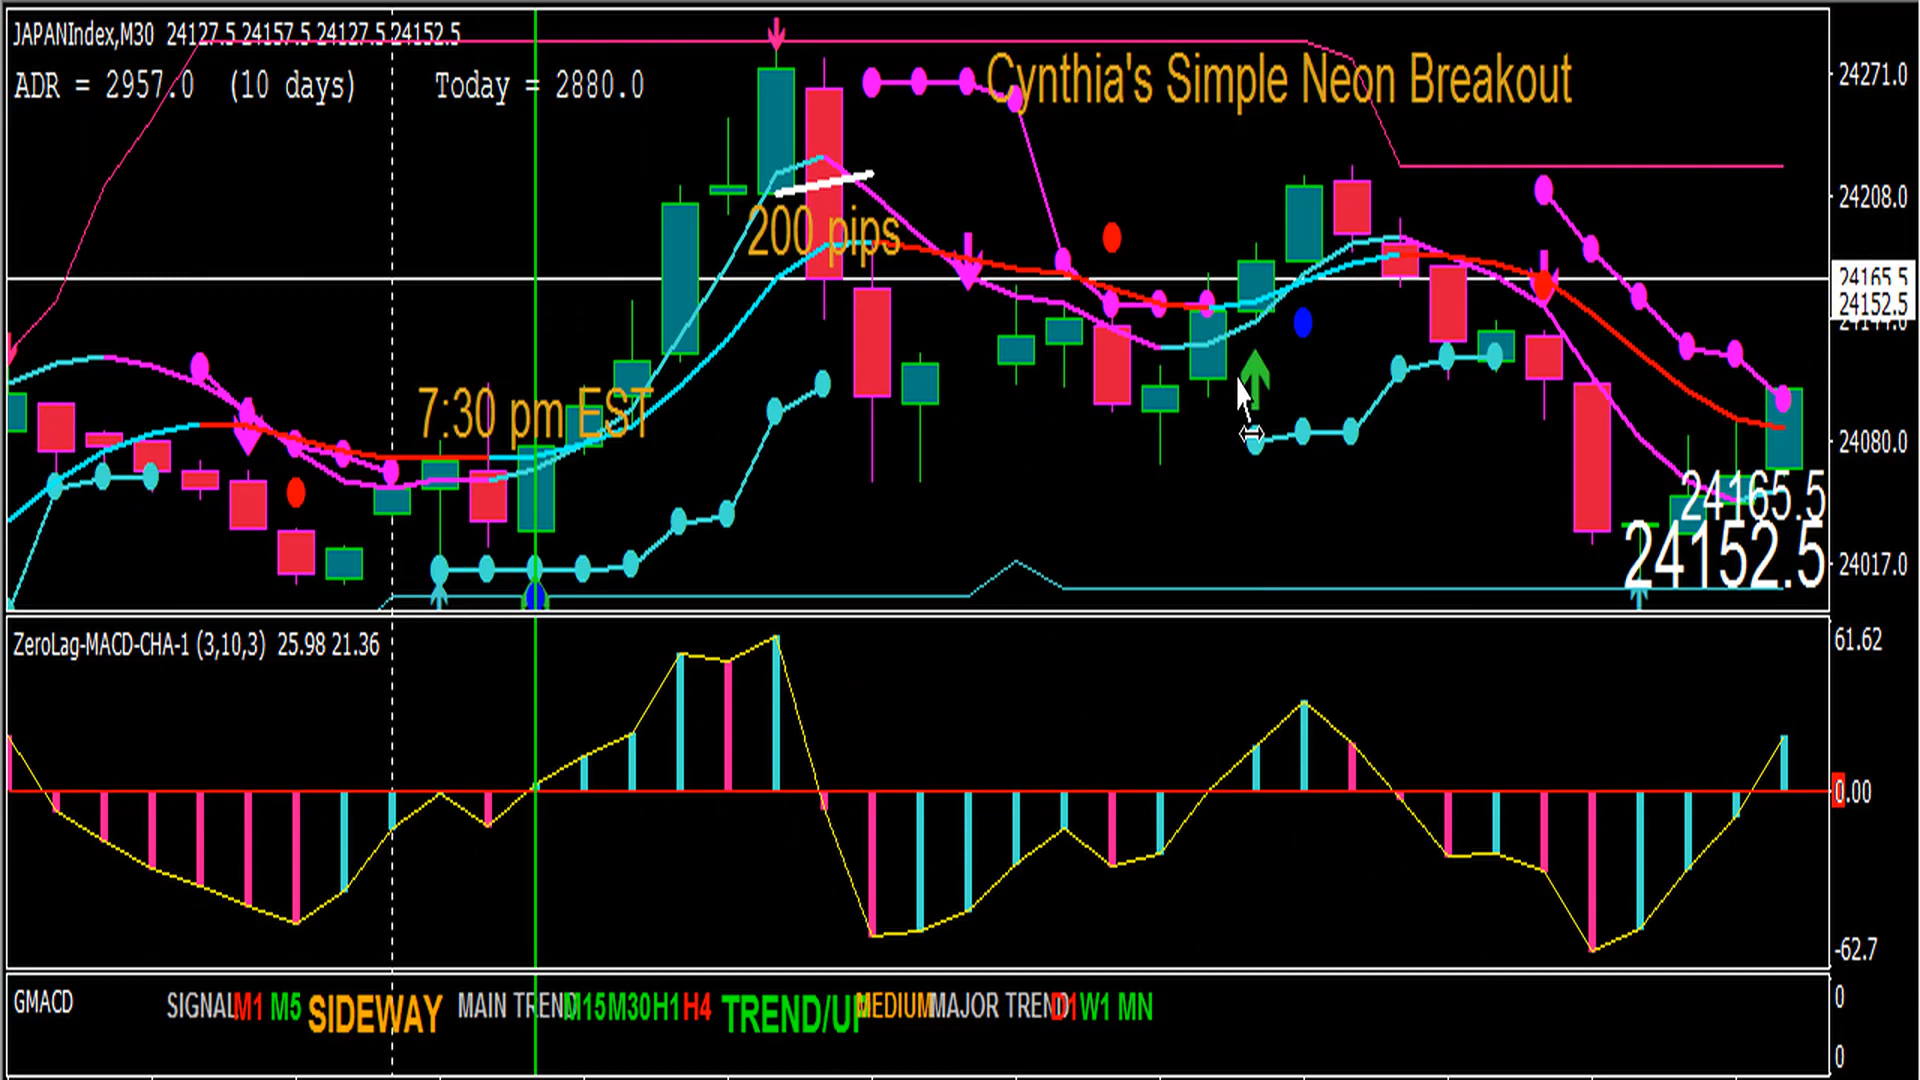 JAPANIndex,M30 24127.5 24157.5 24127.5 24152.5
ADR = 2957.0 (10 days) Today = 2880.0
Cynthia's Simple Neon Breakout
24271.0
24208.0
200 pips
24165.5
24152.5
7:30 pm EST
24080.0
24165.5
24152.5
24017.0
ZeroLag-MACD-CHA-1 (3,10,3) 25.98 21.36
61.62
0.00
-62.7
GMACD SIGNAL M1 M5 SIDEWAY MAIN TREND M15 M30 H1 H4 TREND/UP MEDIUM MAJOR TREND D1 W1 MN
0
0